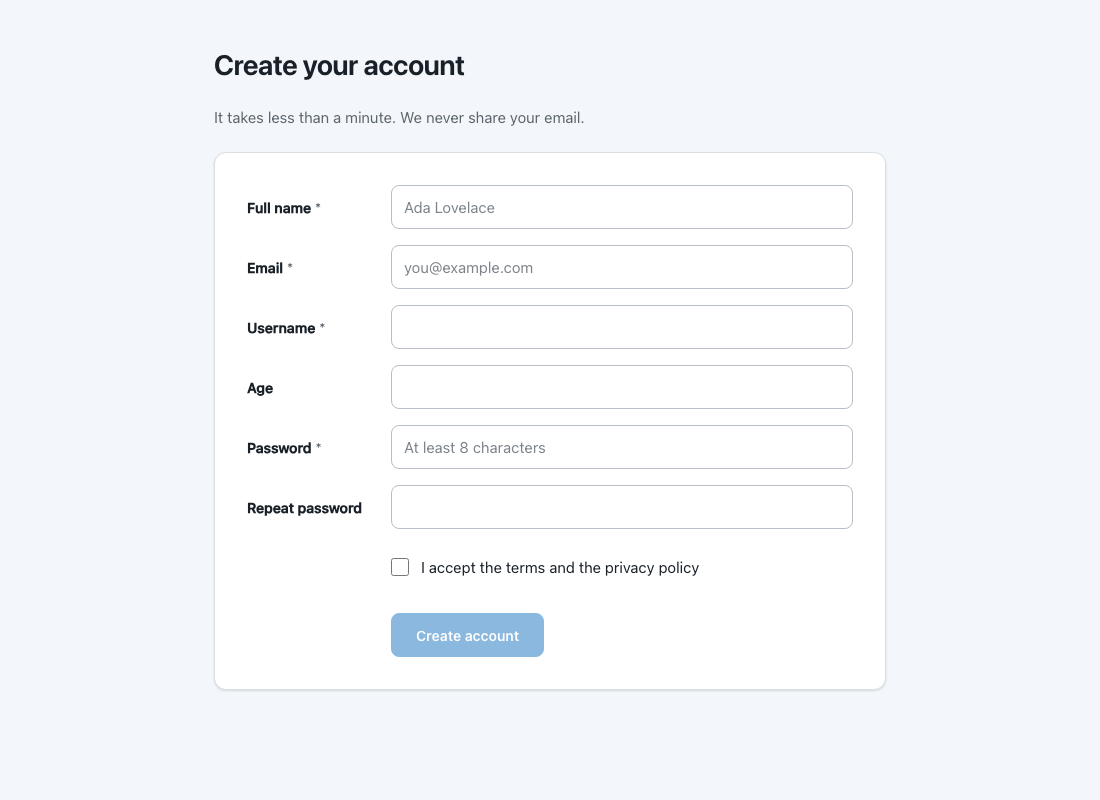 Create your account
It takes less than a minute. We never share your email.
Full name *
Ada Lovelace
Email *
you@example.com
Username *
Age
Password *
At least 8 characters
Repeat password
I accept the terms and the privacy policy
Create account